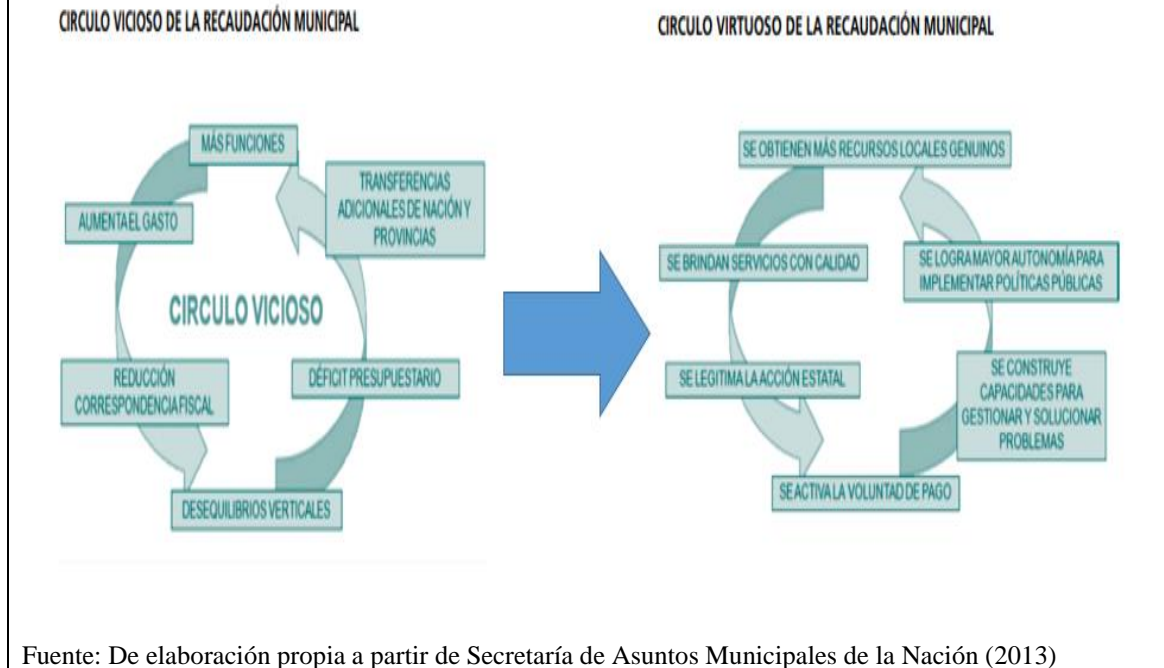 CIRCULO VICIOSO DE LA RECAUDACIÓN MUNICIPAL
MÁS FUNCIONES
TRANSFERENCIAS
ADICIONALES DE NACIÓN Y
PROVINCIAS
AUMENTA EL GASTO
CIRCULO VICIOSO
REDUCCIÓN
CORRESPONDENCIA FISCAL
DÉFICIT PRESUPUESTARIO
DESEQUILIBRIOS VERTICALES
CIRCULO VIRTUOSO DE LA RECAUDACIÓN MUNICIPAL
SE OBTIENEN MÁS RECURSOS LOCALES GENUINOS
SE BRINDAN SERVICIOS CON CALIDAD
SE LOGRA MAYOR AUTONOMÍA PARA
IMPLEMENTAR POLÍTICAS PÚBLICAS
SE LEGITIMA LA ACCIÓN ESTATAL
SE CONSTRUYE
CAPACIDADES PARA
GESTIONAR Y SOLUCIONAR
PROBLEMAS
SE ACTIVA LA VOLUNTAD DE PAGO
Fuente: De elaboración propia a partir de Secretaría de Asuntos Municipales de la Nación (2013)